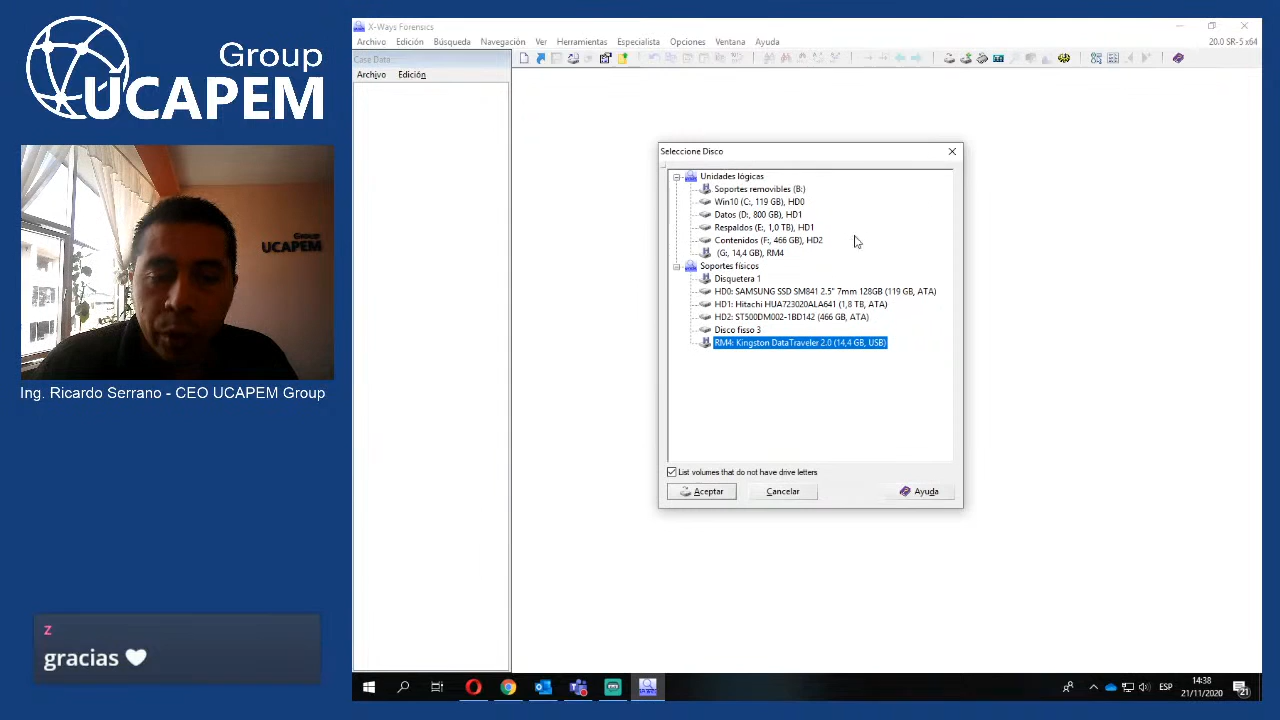 Group
UCAPEM
UCAPEM
Ing. Ricardo Serrano - CEO UCAPEM Group
z
gracias 🤍
X-Ways Forensics
Archivo Edición Búsqueda Navegación Ver Herramientas Especialista Opciones Ventana Ayuda
20.0 SR-5 x64
Case Data
Archivo Edición
Seleccione Disco
Unidades lógicas
Soportes removibles (B:)
Win10 (C:, 119 GB), HD0
Datos (D:, 800 GB), HD1
Respaldos (E:, 1,0 TB), HD1
Contenidos (F:, 466 GB), HD2
(G:, 14,4 GB), RM4
Soportes físicos
Disquetera 1
HD0: SAMSUNG SSD SM841 2.5" 7mm 128GB (119 GB, ATA)
HD1: Hitachi HUA723020ALA641 (1,8 TB, ATA)
HD2: ST500DM002-1BD142 (466 GB, ATA)
Disco fisso 3
RM4: Kingston DataTraveler 2.0 (14,4 GB, USB)
List volumes that do not have drive letters
Aceptar Cancelar Ayuda
ESP
14:38
21/11/2020
21